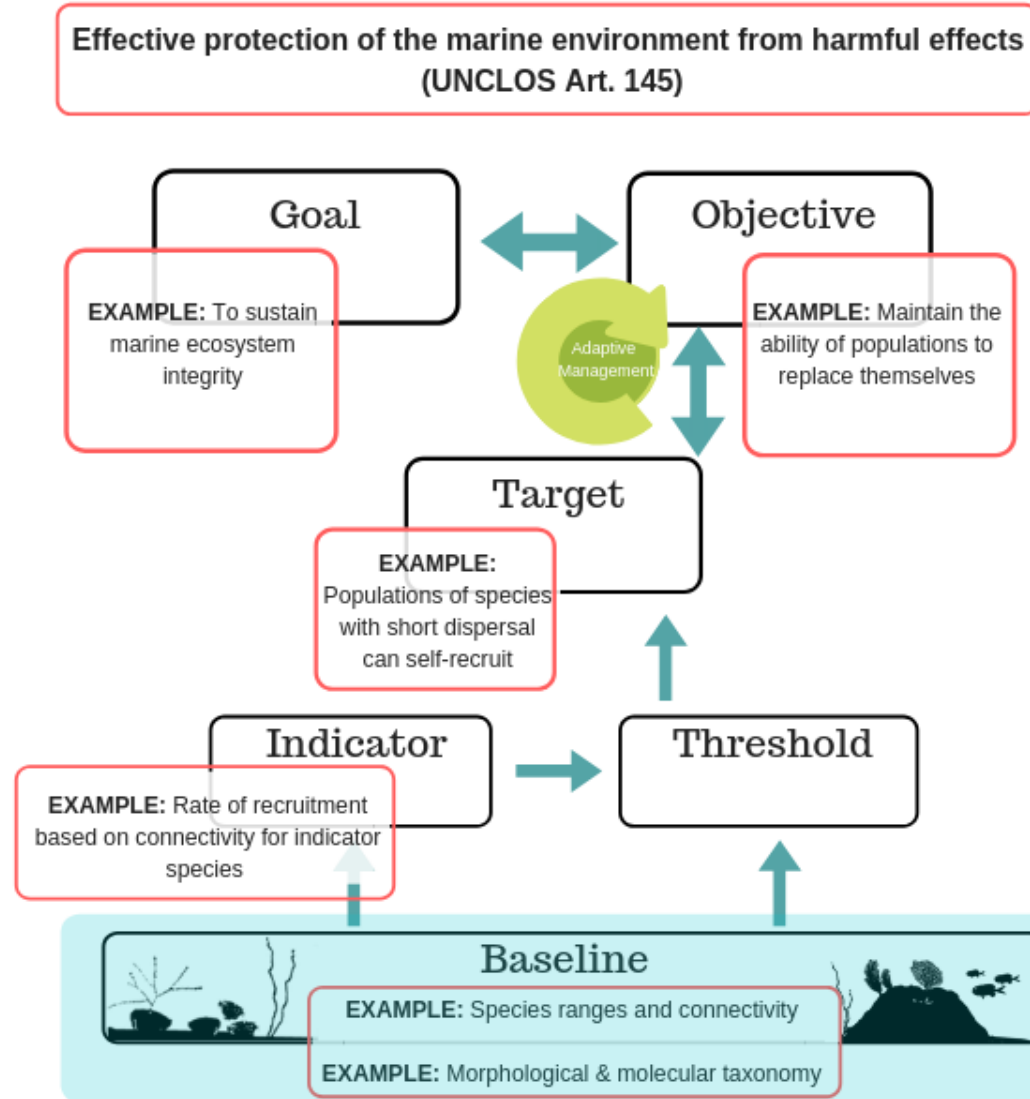 Effective protection of the marine environment from harmful effects
(UNCLOS Art. 145)
Goal
EXAMPLE: To sustain
marine ecosystem
integrity
Objective
EXAMPLE: Maintain the
ability of populations to
replace themselves
Adaptive
Management
Target
EXAMPLE:
Populations of species
with short dispersal
can self-recruit
Indicator
EXAMPLE: Rate of recruitment
based on connectivity for indicator
species
Threshold
Baseline
EXAMPLE: Species ranges and connectivity
EXAMPLE: Morphological & molecular taxonomy